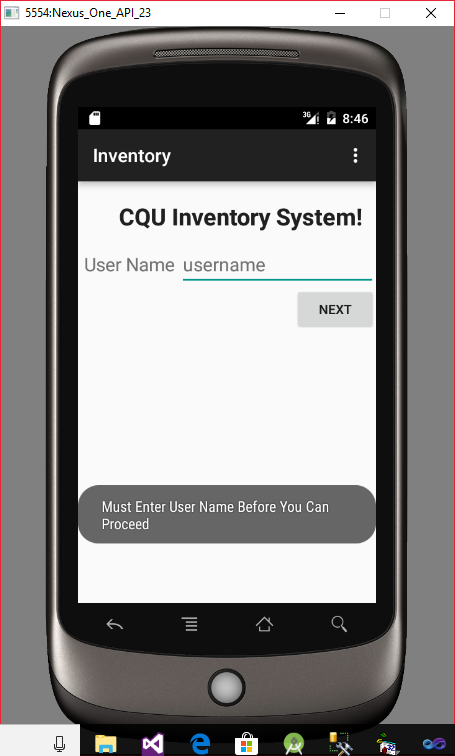 5554:Nexus_One_API_23
3G 8:46
Inventory
CQU Inventory System!
User Name username
NEXT
Must Enter User Name Before You Can
Proceed